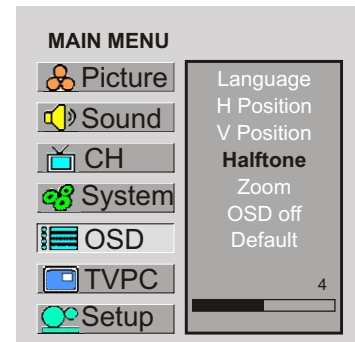 MAIN MENU
Picture
Sound
CH
System
OSD
TVPC
Setup
Language
H Position
V Position
Halftone
Zoom
OSD off
Default
4